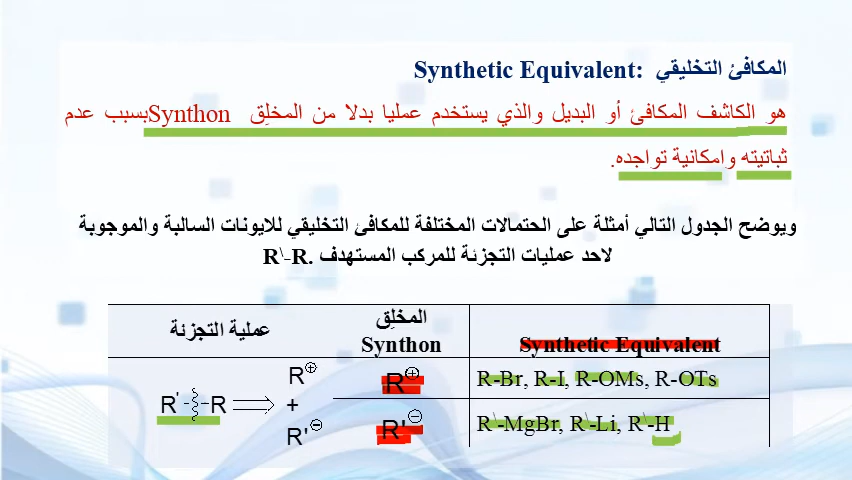 المكافئ التخليقي :Synthetic Equivalent
هو الكاشف المكافئ أو البديل والذي يستخدم عمليا بدلا من المخلِق Synthonبسبب عدم
ثباتيته وامكانية تواجده.
ويوضح الجدول التالي أمثلة على الحتمالات المختلفة للمكافئ التخليقي للايونات السالبة والموجوبة
لاحد عمليات التجزئة للمركب المستهدف .R\-R
عملية التجزئة
المخلِق
Synthon
Synthetic Equivalent
R'-R ⟹ R⊕ + R'⊖
R⊕
R-Br, R-I, R-OMs, R-OTs
R'⊖
R\-MgBr, R\-Li, R\-H